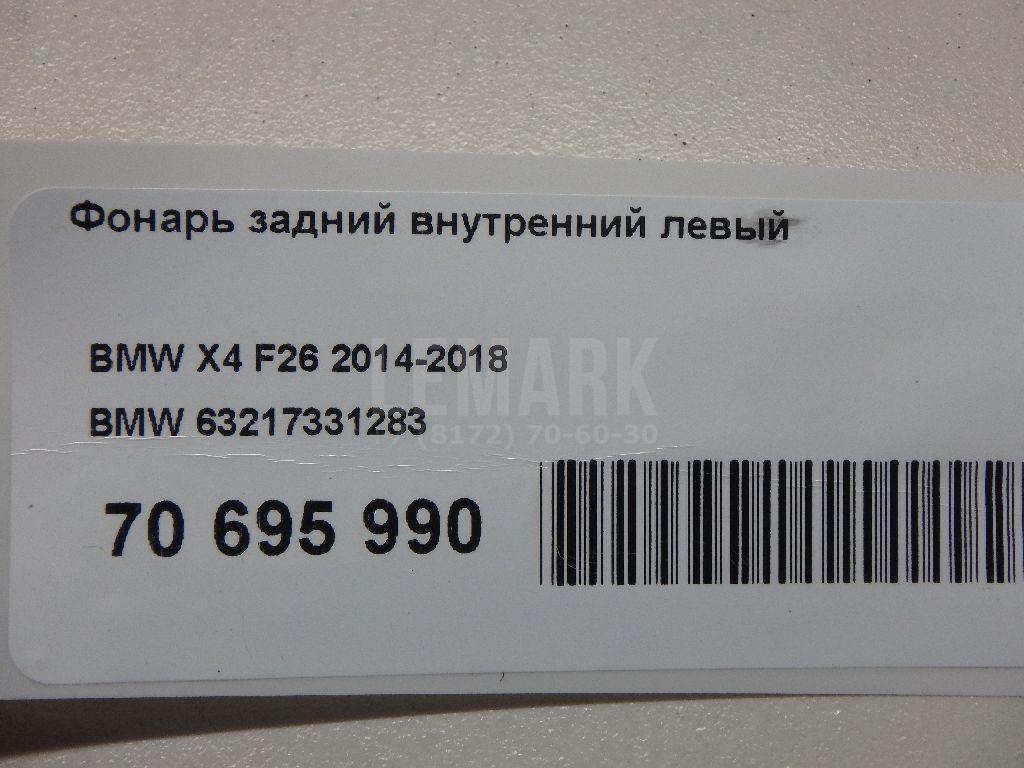 Фонарь задний внутренний левый
BMW X4 F26 2014-2018
LEMARK
BMW 63217331283
(8172) 70-60-30
70 695 990